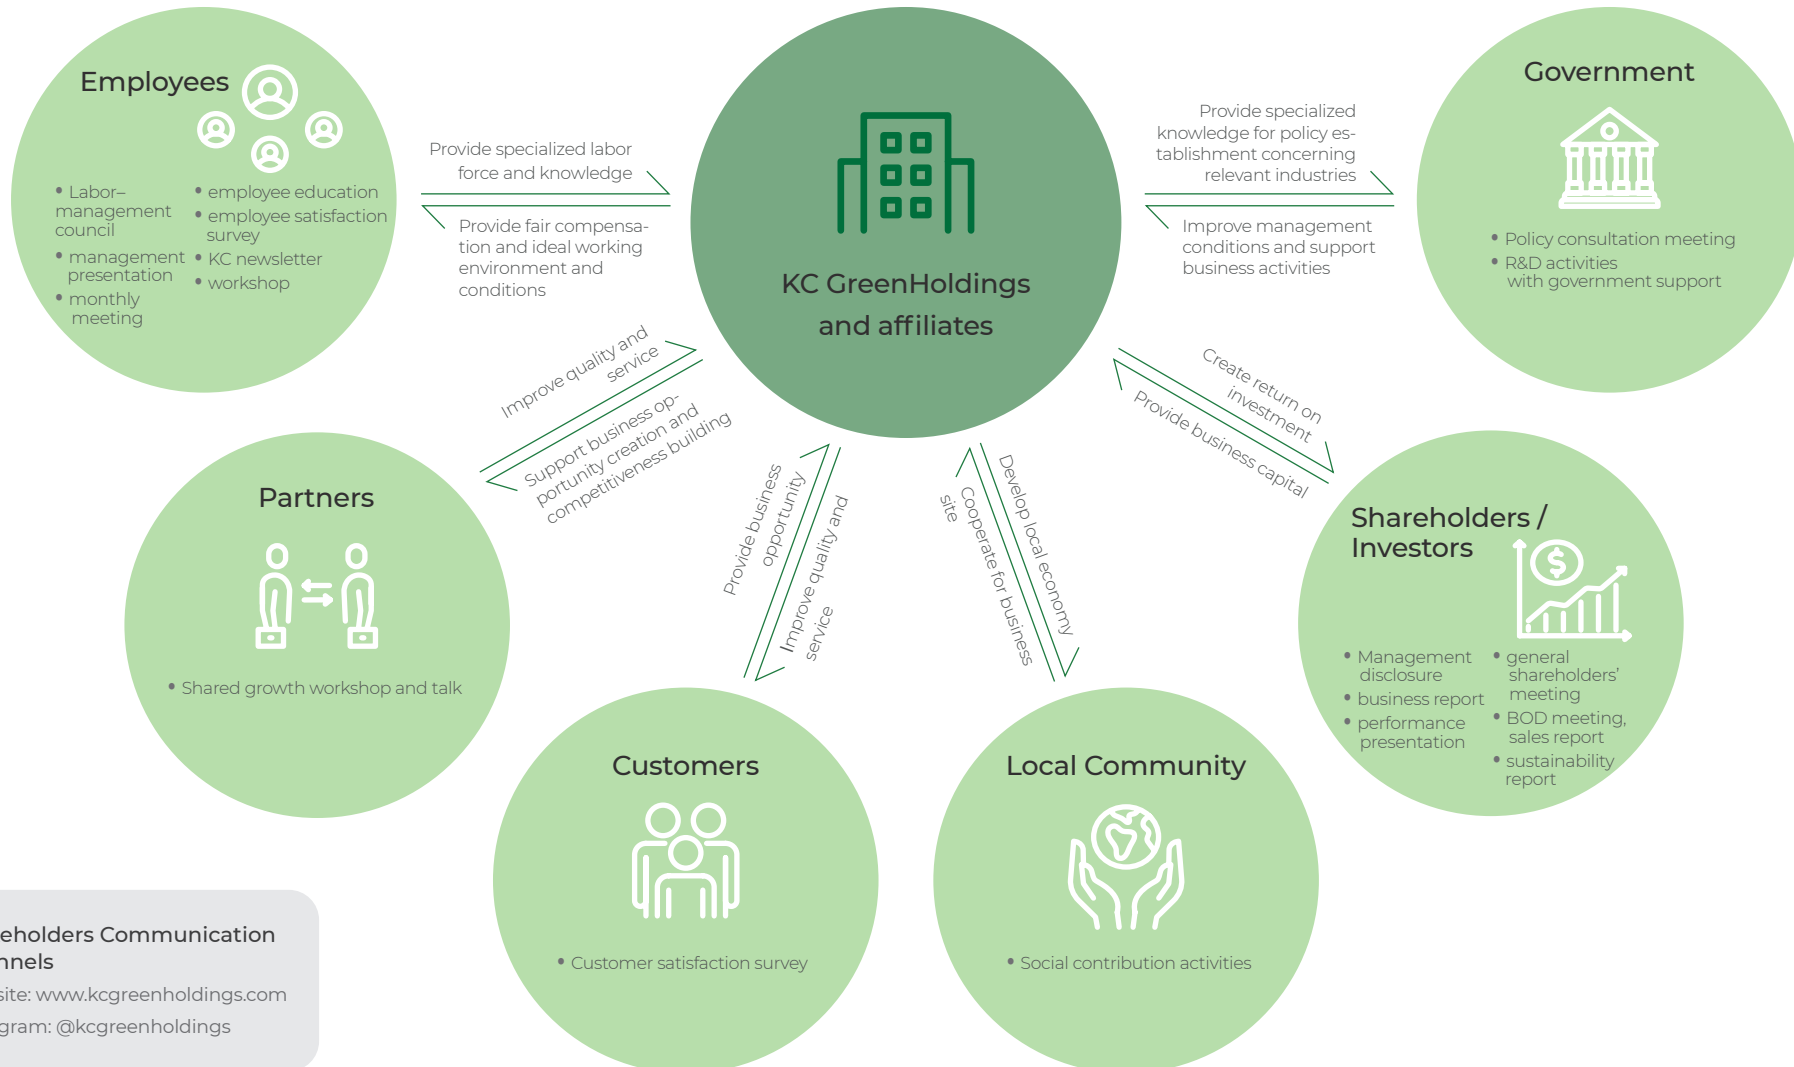 Employees
• Labor–
management
council
• management
presentation
• monthly
meeting
• employee education
• employee satisfaction
survey
• KC newsletter
• workshop
Provide specialized labor
force and knowledge
Provide fair compensa-
tion and ideal working
environment and
conditions
KC GreenHoldings
and affiliates
Provide specialized
knowledge for policy es-
tablishment concerning
relevant industries
Improve management
conditions and support
business activities
Government
• Policy consultation meeting
• R&D activities
with government support
Improve quality and
service
Support business op-
portunity creation and
competitiveness building
Partners
• Shared growth workshop and talk
Provide business
opportunity
Improve quality and
service
Customers
• Customer satisfaction survey
Develop local economy
Cooperate for business
site
Local Community
• Social contribution activities
Create return on
investment
Provide business capital
Shareholders /
Investors
• Management
disclosure
• business report
• performance
presentation
• general
shareholders’
meeting
• BOD meeting,
sales report
• sustainability
report
eholders Communication
nnels
site: www.kcgreenholdings.com
gram: @kcgreenholdings